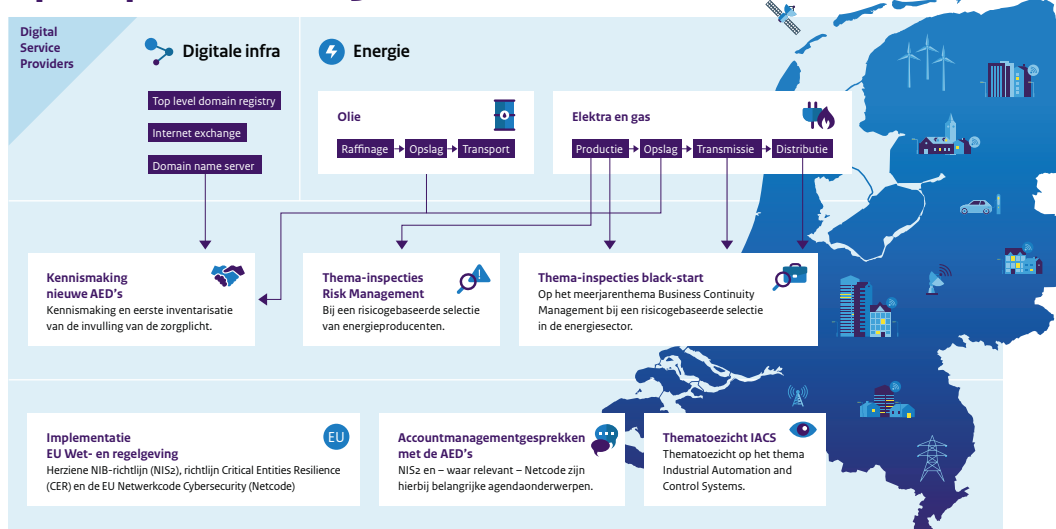 Digital
Service
Providers
Digitale infra
Energie
Top level domain registry
Internet exchange
Domain name server
Olie
Raffinage
Opslag
Transport
Elektra en gas
Productie
Opslag
Transmissie
Distributie
Kennismaking
nieuwe AED's
Kennismaking en eerste inventarisatie
van de invulling van de zorgplicht.
Thema-inspecties
Risk Management
Bij een risicogebaseerde selectie
van energieproducenten.
Thema-inspecties black-start
Op het meerjarenthema Business Continuity
Management bij een risicogebaseerde selectie
in de energiesector.
Implementatie
EU Wet- en regelgeving
EU
Herziene NIB-richtlijn (NIS2), richtlijn Critical Entities Resilience
(CER) en de EU Netwerkcode Cybersecurity (Netcode)
Accountmanagementgesprekken
met de AED's
NIS2 en – waar relevant – Netcode zijn
hierbij belangrijke agendaonderwerpen.
Thematoezicht IACS
Thematoezicht op het thema
Industrial Automation and
Control Systems.